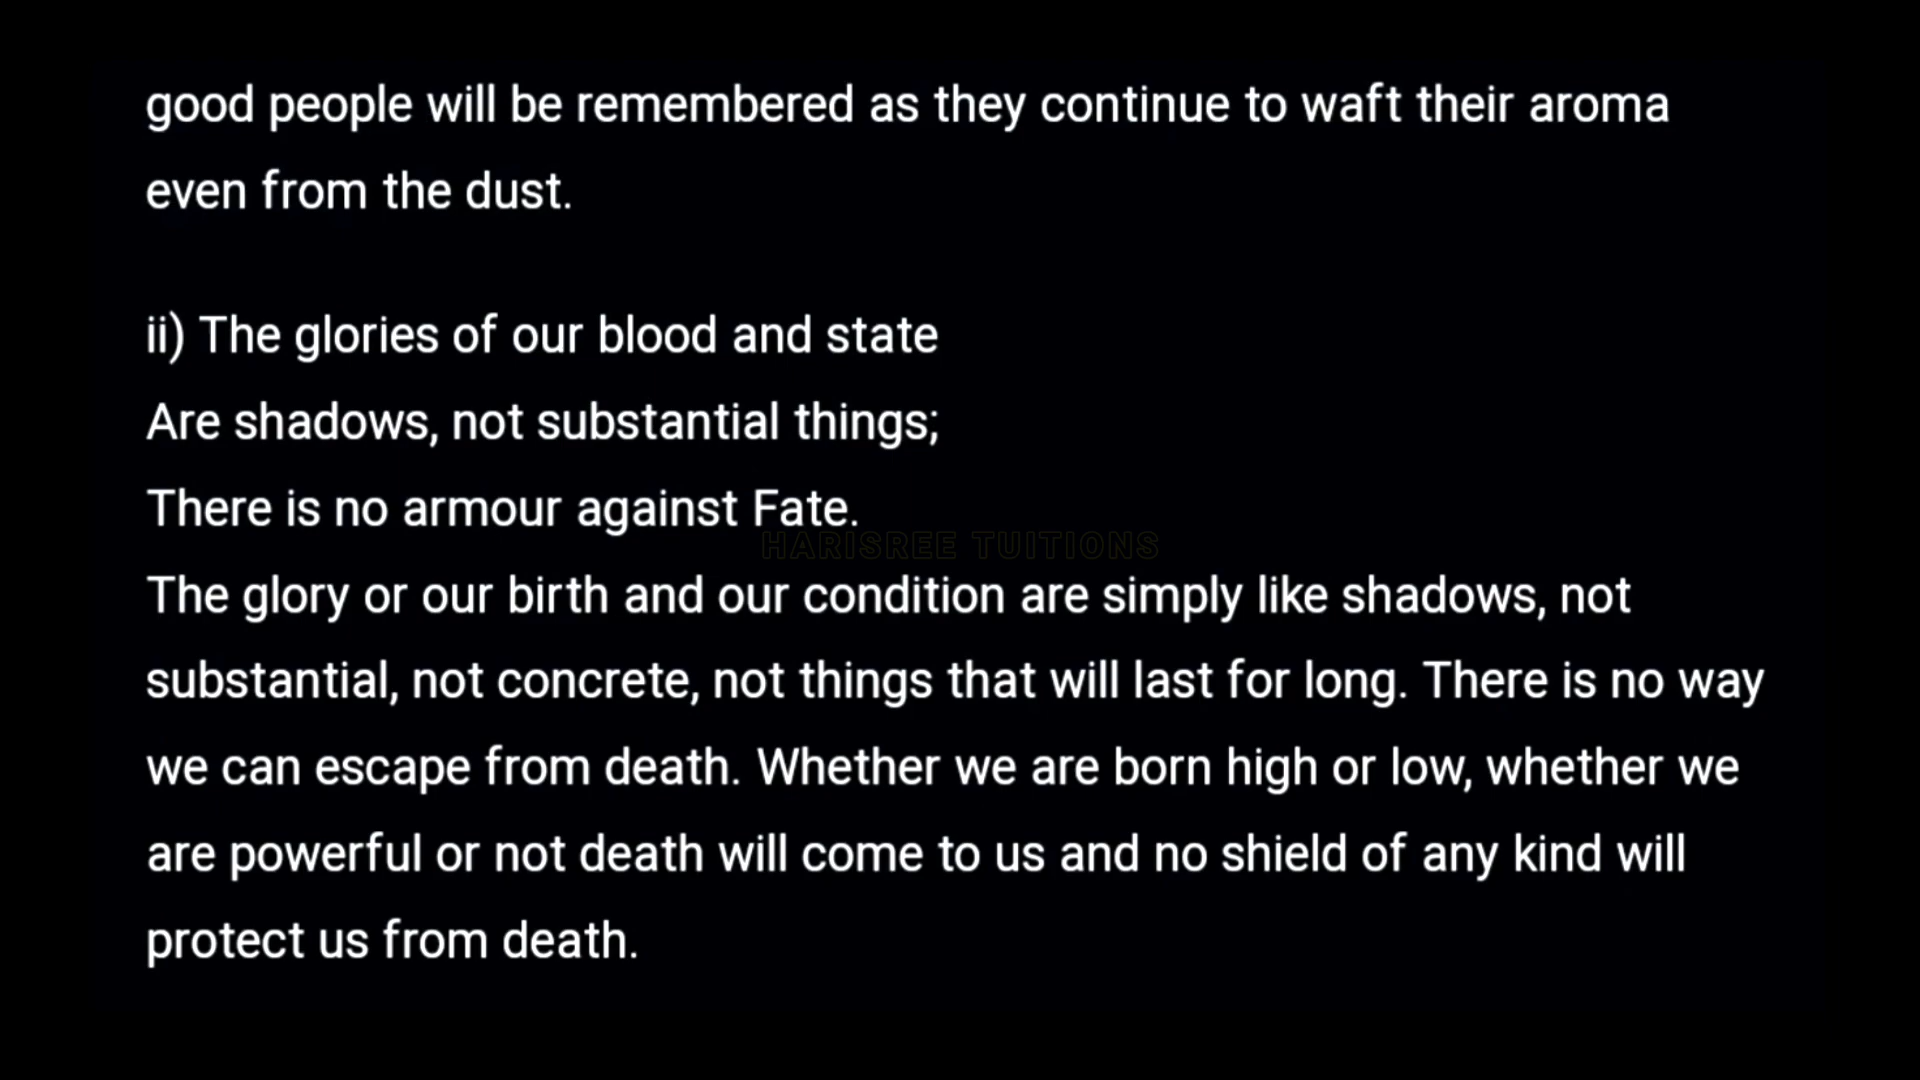 good people will be remembered as they continue to waft their aroma
even from the dust.
ii) The glories of our blood and state
Are shadows, not substantial things;
There is no armour against Fate.
HARISREE TUITIONS
The glory or our birth and our condition are simply like shadows, not
substantial, not concrete, not things that will last for long. There is no way
we can escape from death. Whether we are born high or low, whether we
are powerful or not death will come to us and no shield of any kind will
protect us from death.